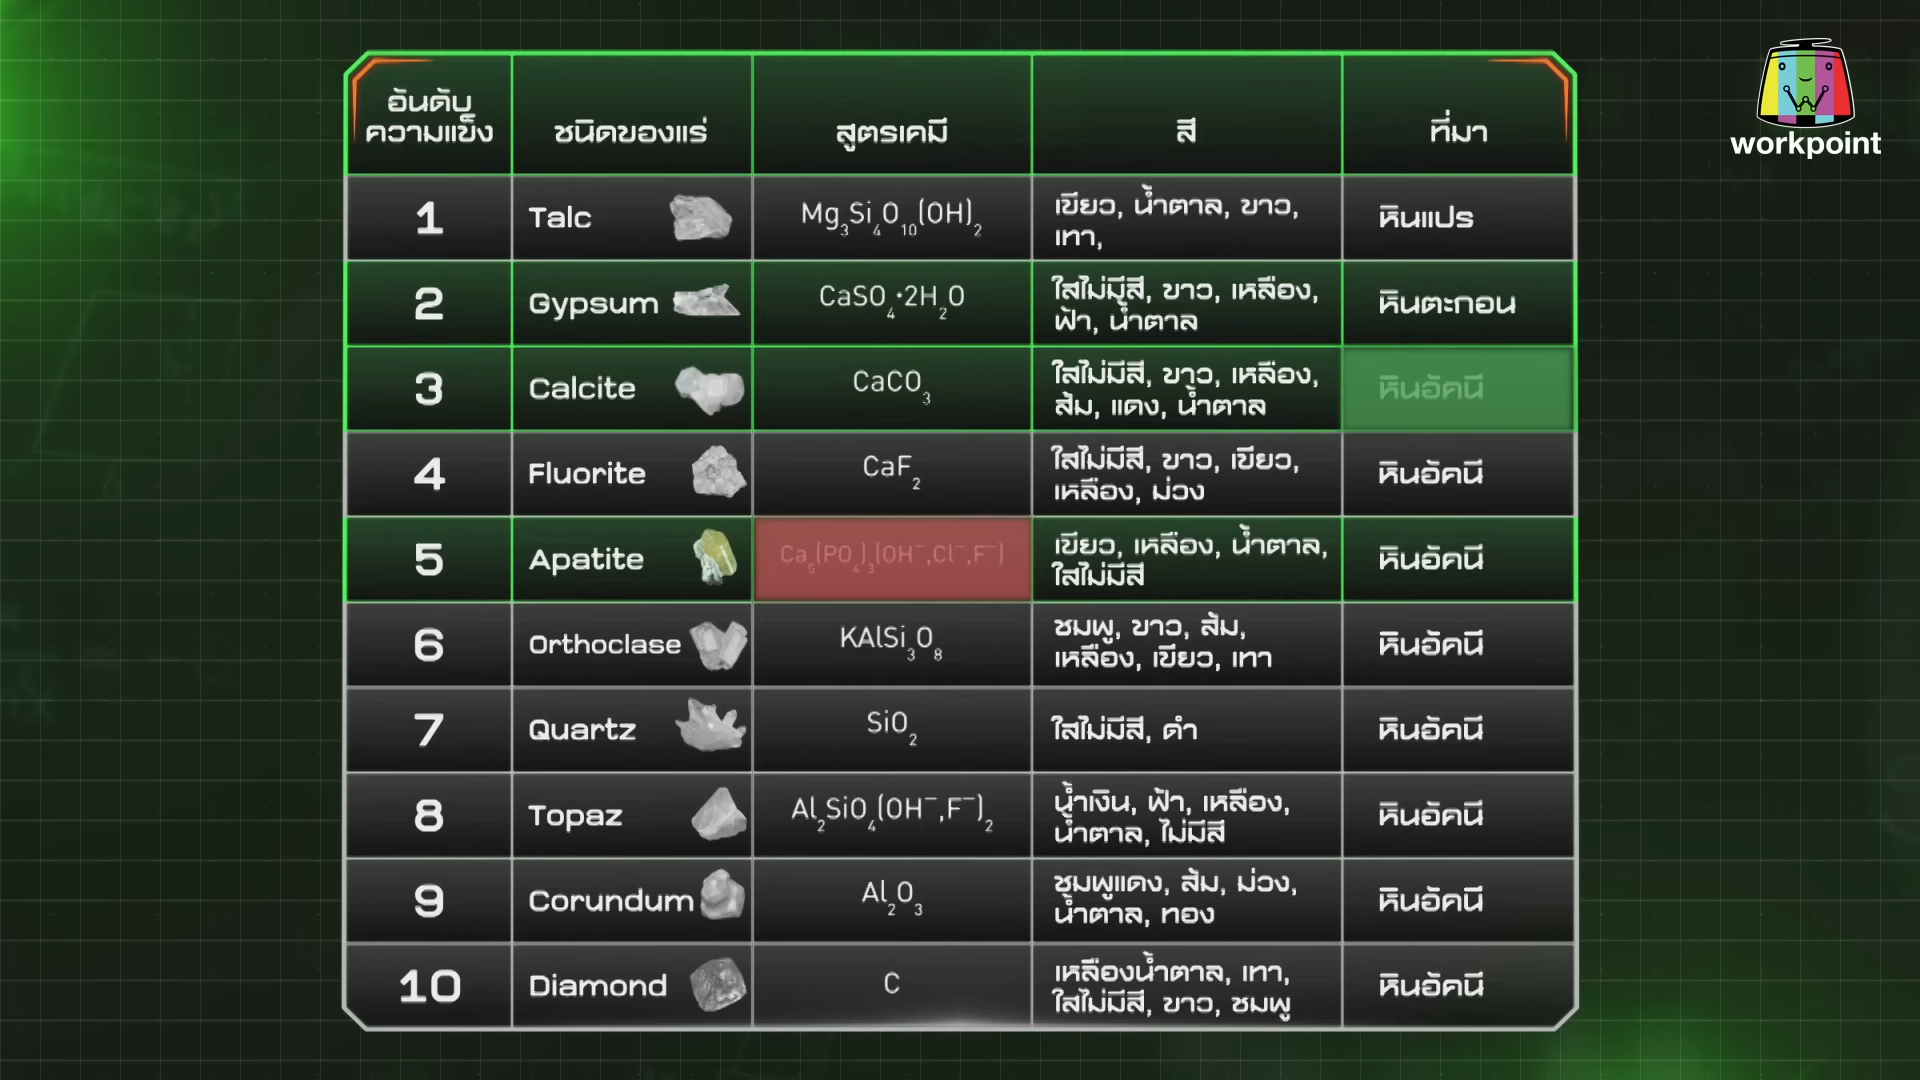 workpoint
อันดับ
ความแข็ง
ชนิดของแร่
สูตรเคมี
สี
ที่มา
1
Talc
Mg₃Si₄O₁₀(OH)₂
เขียว, น้ำตาล, ขาว,
เทา,
หินแปร
2
Gypsum
CaSO₄·2H₂O
ใสไม่มีสี, ขาว, เหลือง,
ฟ้า, น้ำตาล
หินตะกอน
3
Calcite
CaCO₃
ใสไม่มีสี, ขาว, เหลือง,
ส้ม, แดง, น้ำตาล
หินอัคนี
4
Fluorite
CaF₂
ใสไม่มีสี, ขาว, เขียว,
เหลือง, ม่วง
หินอัคนี
5
Apatite
Ca₅(PO₄)₃(OH⁻,Cl⁻,F⁻)
เขียว, เหลือง, น้ำตาล,
ใสไม่มีสี
หินอัคนี
6
Orthoclase
KAlSi₃O₈
ชมพู, ขาว, ส้ม,
เหลือง, เขียว, เทา
หินอัคนี
7
Quartz
SiO₂
ใสไม่มีสี, ดำ
หินอัคนี
8
Topaz
Al₂SiO₄(OH⁻,F⁻)₂
น้ำเงิน, ฟ้า, เหลือง,
น้ำตาล, ไม่มีสี
หินอัคนี
9
Corundum
Al₂O₃
ชมพูแดง, ส้ม, ม่วง,
น้ำตาล, ทอง
หินอัคนี
10
Diamond
C
เหลืองน้ำตาล, เทา,
ใสไม่มีสี, ขาว, ชมพู
หินอัคนี